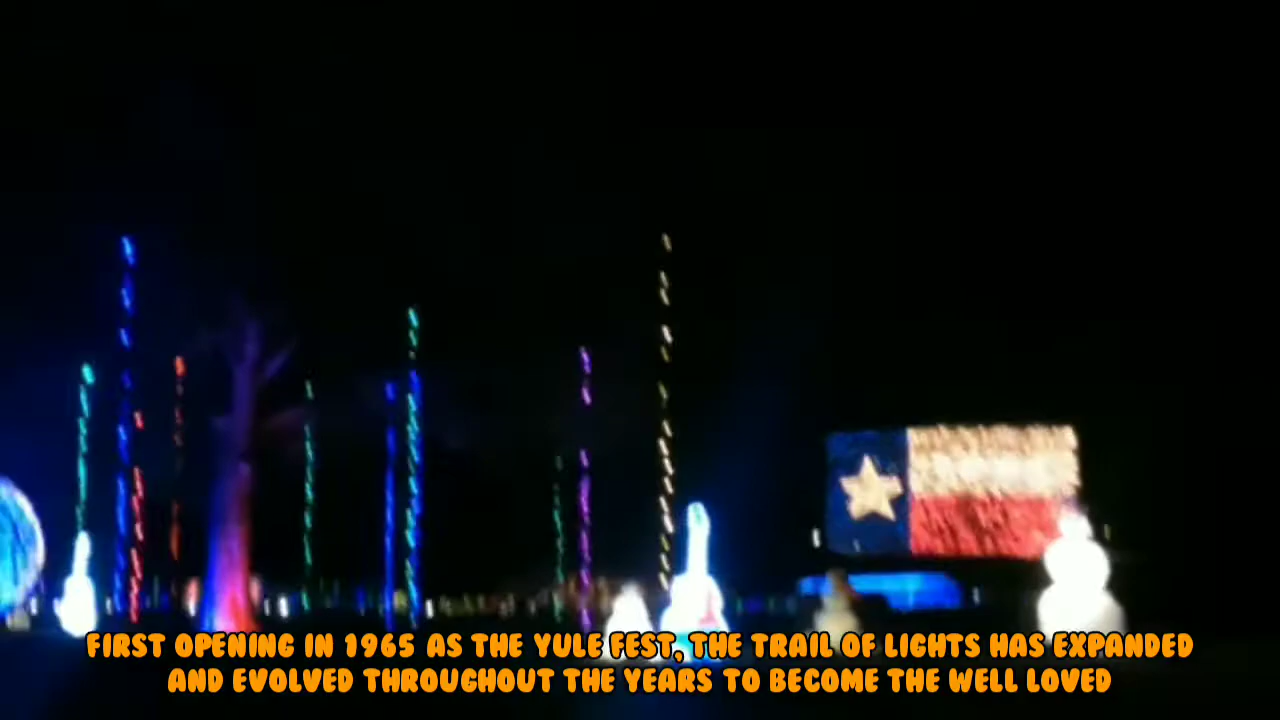 FIRST OPENING IN 1965 AS THE YULE FEST, THE TRAIL OF LIGHTS HAS EXPANDED
AND EVOLVED THROUGHOUT THE YEARS TO BECOME THE WELL LOVED